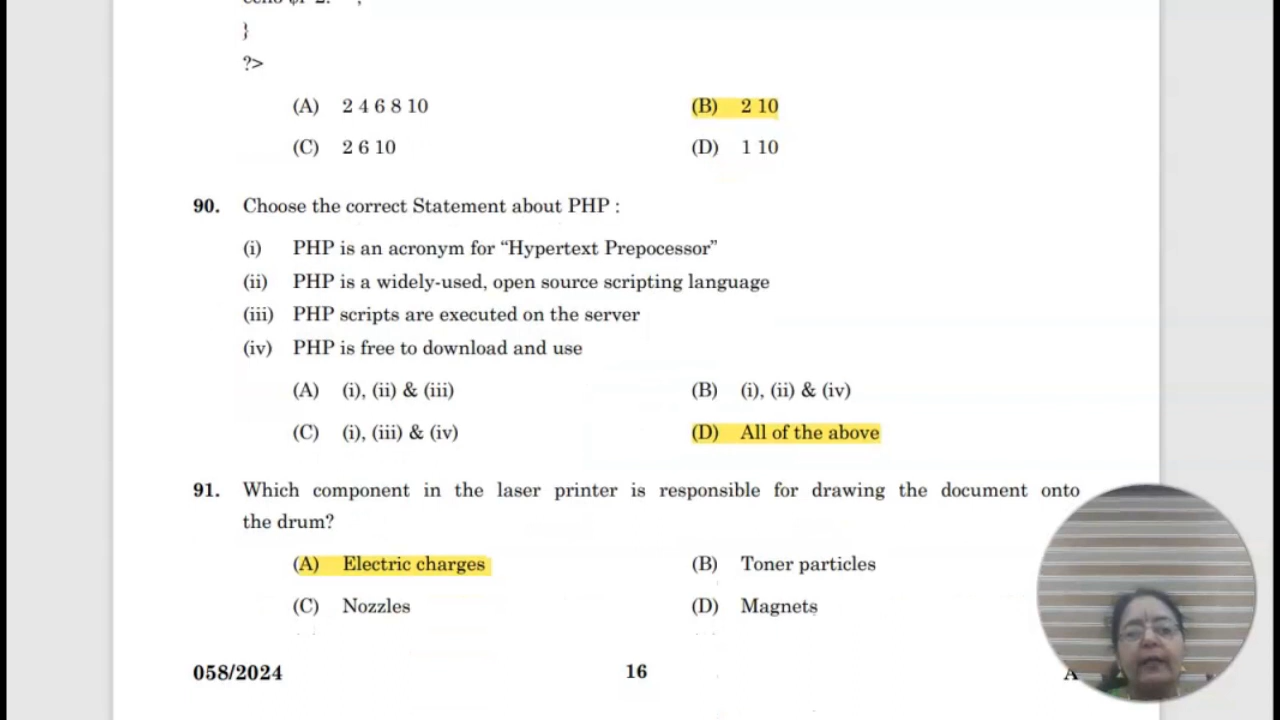 }
?>
(A) 2 4 6 8 10 (B) 2 10
(C) 2 6 10 (D) 1 10
90. Choose the correct Statement about PHP :
(i) PHP is an acronym for “Hypertext Prepocessor”
(ii) PHP is a widely-used, open source scripting language
(iii) PHP scripts are executed on the server
(iv) PHP is free to download and use
(A) (i), (ii) & (iii) (B) (i), (ii) & (iv)
(C) (i), (iii) & (iv) (D) All of the above
91. Which component in the laser printer is responsible for drawing the document onto
the drum?
(A) Electric charges (B) Toner particles
(C) Nozzles (D) Magnets
058/2024 16 A